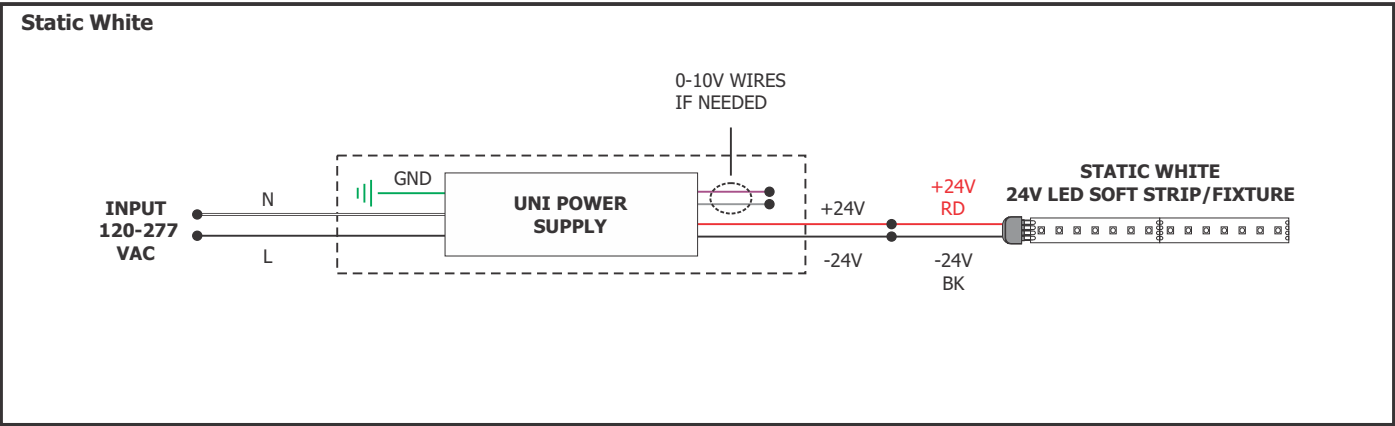 Static White
0-10V WIRES
IF NEEDED
INPUT
120-277
VAC
N
L
GND
UNI POWER
SUPPLY
+24V
-24V
+24V
RD
-24V
BK
STATIC WHITE
24V LED SOFT STRIP/FIXTURE